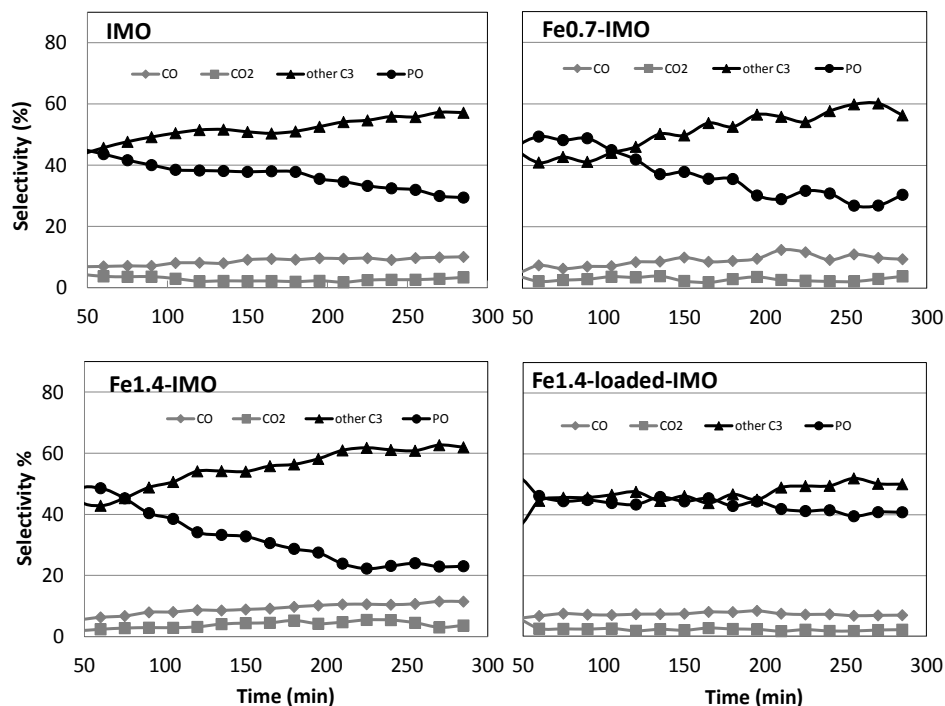 IMO
Fe0.7-IMO
80
60
40
20
0
Selectivity (%)
CO CO2 other C3 PO
CO CO2 other C3 PO
50 100 150 200 250 300
50 100 150 200 250 300
Fe1.4-IMO
Fe1.4-loaded-IMO
80
60
40
20
0
Selectivity %
CO CO2 other C3 PO
CO CO2 other C3 PO
50 100 150 200 250 300
50 100 150 200 250 300
Time (min)
Time (min)